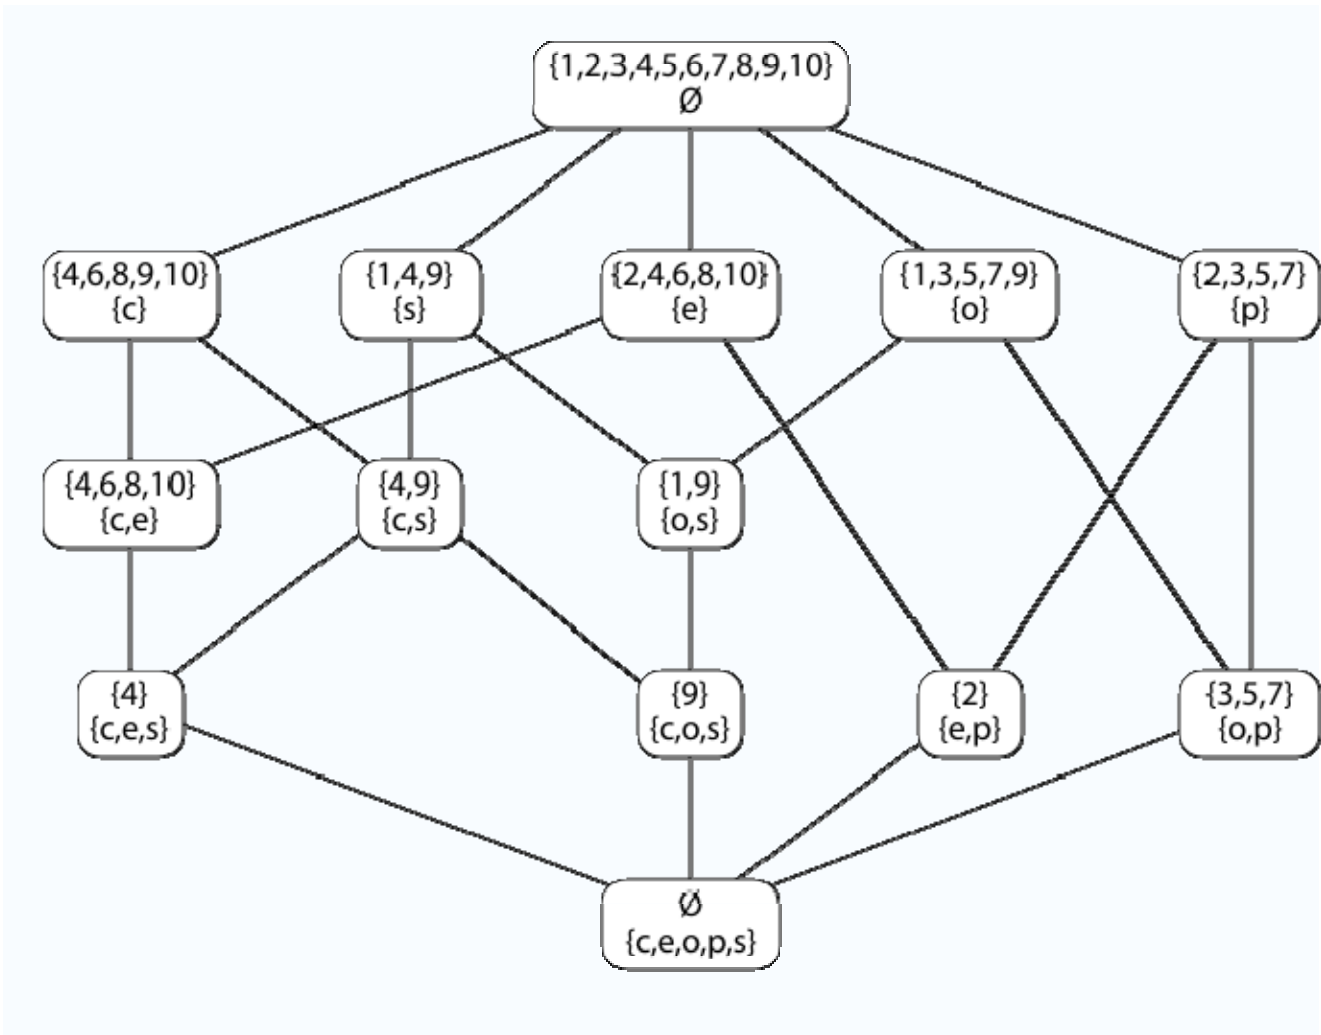 {1,2,3,4,5,6,7,8,9,10}
Ø
{4,6,8,9,10}
{c}
{1,4,9}
{s}
{2,4,6,8,10}
{e}
{1,3,5,7,9}
{o}
{2,3,5,7}
{p}
{4,6,8,10}
{c,e}
{4,9}
{c,s}
{1,9}
{o,s}
{4}
{c,e,s}
{9}
{c,o,s}
{2}
{e,p}
{3,5,7}
{o,p}
Ø
{c,e,o,p,s}